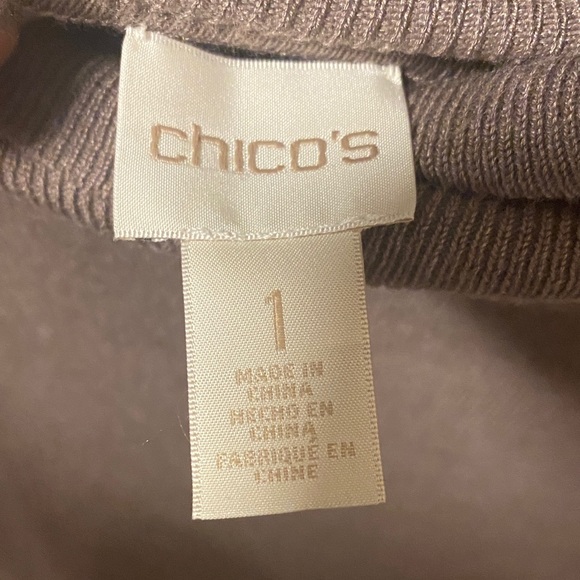 chico's
1
MADE IN
CHINA
HECHO EN
CHINA
FABRIQUÉ EN
CHINE